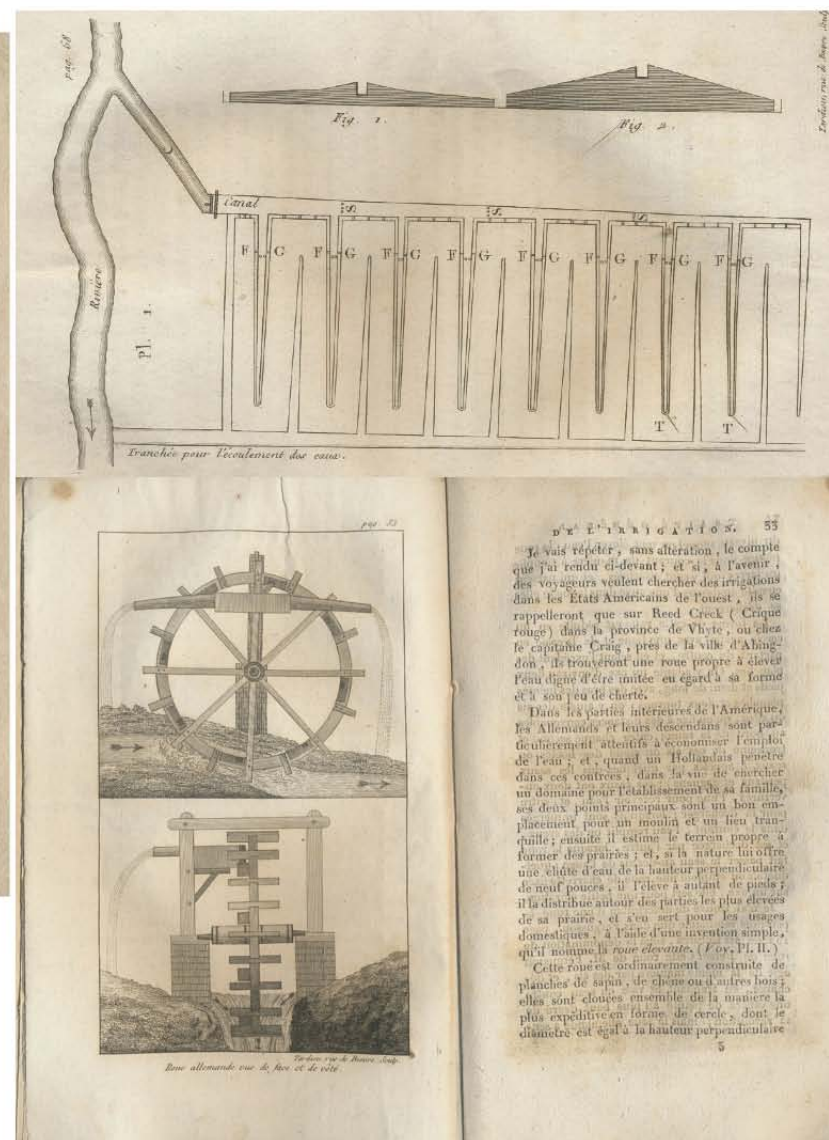 pag. 68
Fig. 1.
Fig. 2.
Tardieu, rue de Bievre Sculp.
Canal
S
S
S
F G F G F G F G F G F G F G F G
Rivière
Pl. 1.
T
T
Tranchée pour l'écoulement des eaux.
pag. 33
Tardieu, rue de Bievre Sculp.
Roue allemande vue de face et de côté.
DE L'IRRIGATION. 33
Je vais répéter, sans altération, le compte
que j'ai rendu ci-devant ; et si, à l'avenir,
des voyageurs veulent chercher des irrigations
dans les États Américains de l'ouest, ils se
rappelleront que sur Reed Creck ( Crique
rouge) dans la province de Vhyte, ou chez
le capitaine Craig, près de la ville d'Abing-
don, ils trouveront une roue propre à élever
l'eau digne d'être imitée eu égard à sa forme
et à son peu de cherté.
Dans les parties intérieures de l'Amérique,
les Allemands et leurs descendans sont par-
ticulièrement attentifs à économiser l'emploi
de l'eau ; et, quand un Hollandais pénètre
dans ces contrées, dans la vue de chercher
un domaine pour l'établissement de sa famille,
ses deux points principaux sont un bon em-
placement pour un moulin et un lieu tran-
quille ; ensuite il estime le terrein propre à
former des prairies ; et, si la nature lui offre
une chûte d'eau de la hauteur perpendiculaire
de neuf pouces, il l'élève à autant de pieds ;
il la distribue autour des parties les plus élevées
de sa prairie, et s'en sert pour les usages
domestiques, à l'aide d'une invention simple,
qu'il nomme la roue élevante. (Voy. Pl. II.)
Cette roue est ordinairement construite de
planches de sapin, de chêne ou d'autres bois ;
elles sont clouées ensemble de la manière la
plus expéditive en forme de cercle, dont le
diamètre est égal à la hauteur perpendiculaire
5